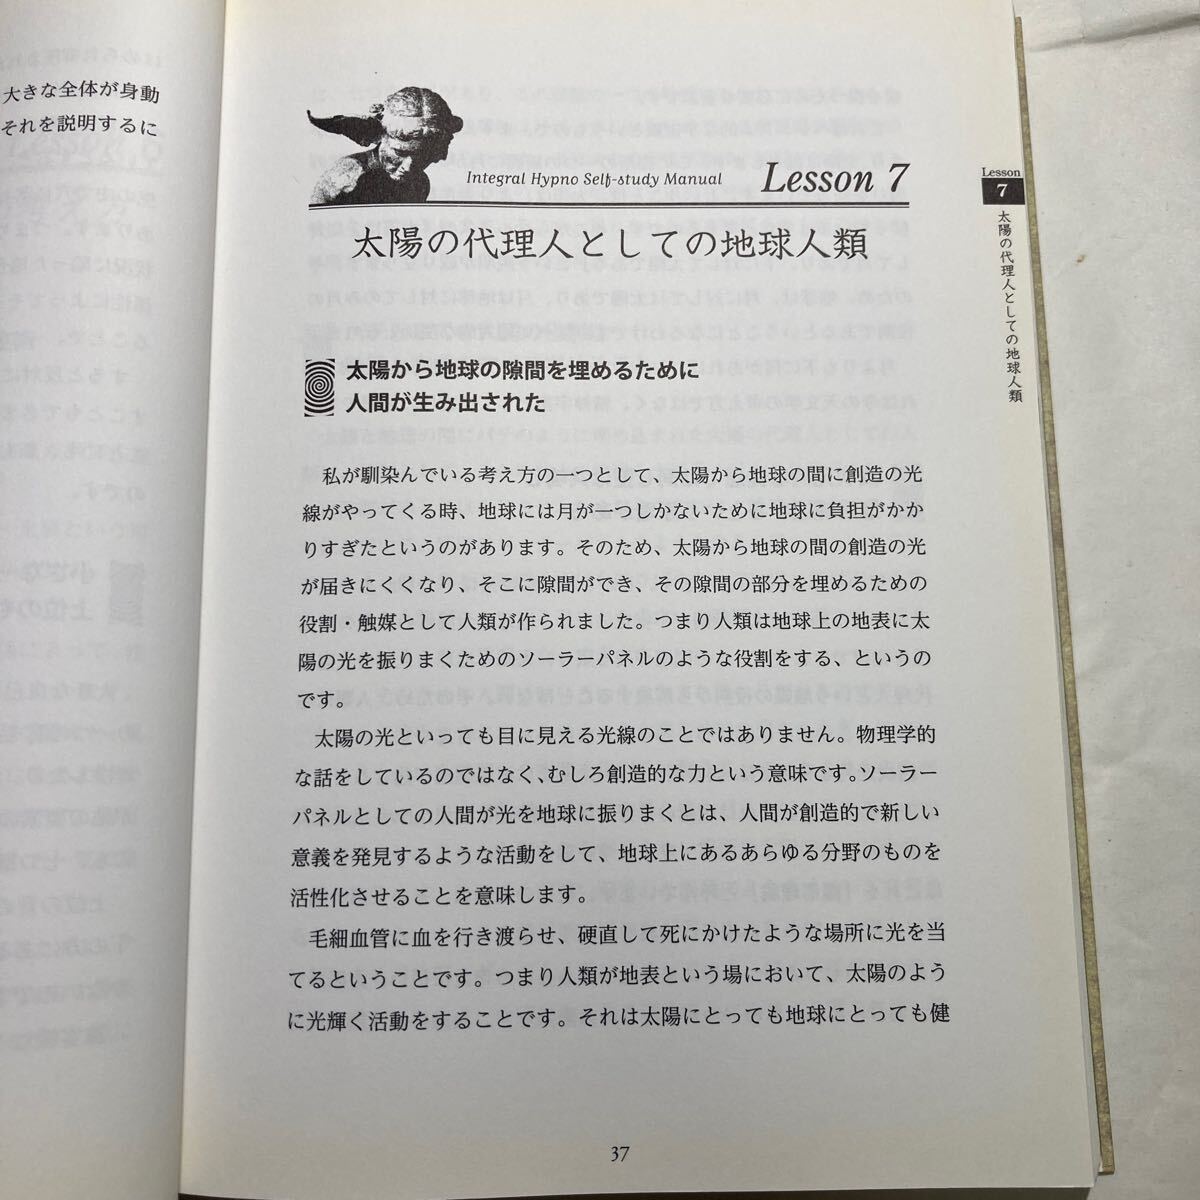 大きな全体が身動
それを説明するに
Integral Hypno Self-study Manual
Lesson 7
太陽の代理人としての地球人類
太陽から地球の隙間を埋めるために
人間が生み出された
私が馴染んでいる考え方の一つとして、太陽から地球の間に創造の光
線がやってくる時、地球には月が一つしかないために地球に負担がかか
りすぎたというのがあります。そのため、太陽から地球の間の創造の光
が届きにくくなり、そこに隙間ができ、その隙間の部分を埋めるための
役割・触媒として人類が作られました。つまり人類は地球上の地表に太
陽の光を振りまくためのソーラーパネルのような役割をする、というの
です。
太陽の光といっても目に見える光線のことではありません。物理学的
な話をしているのではなく、むしろ創造的な力という意味です。ソーラー
パネルとしての人間が光を地球に振りまくとは、人間が創造的で新しい
意義を発見するような活動をして、地球上にあるあらゆる分野のものを
活性化させることを意味します。
毛細血管に血を行き渡らせ、硬直して死にかけたような場所に光を当
てるということです。つまり人類が地表という場において、太陽のよう
に光輝く活動をすることです。それは太陽にとっても地球にとっても健
37
Lesson
7
太陽の代理人としての地球人類